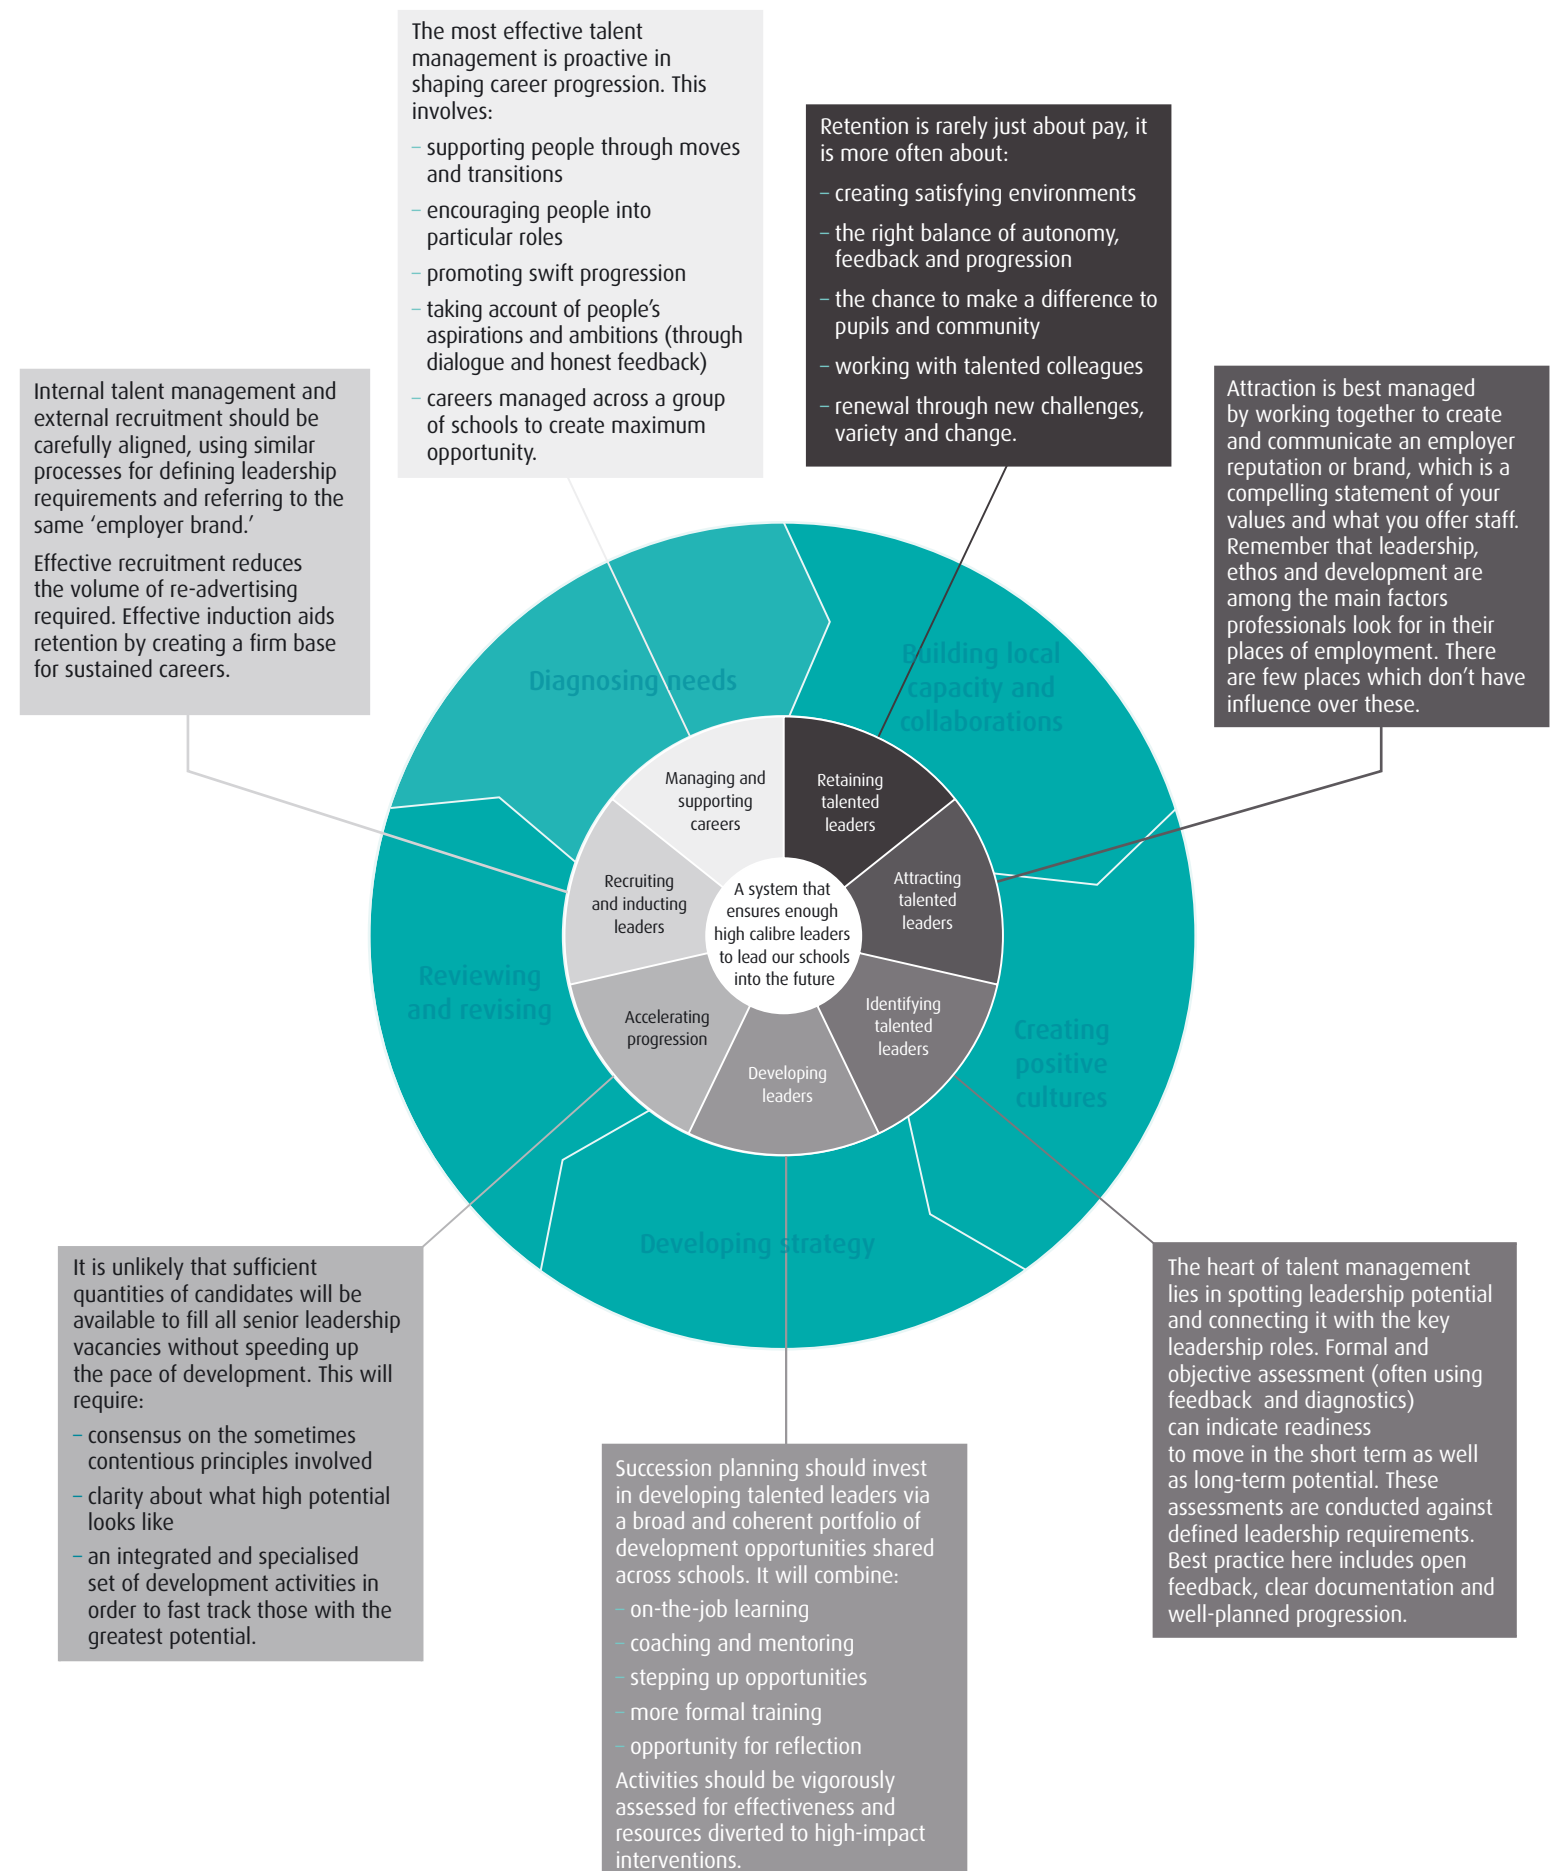 The most effective talent
management is proactive in
shaping career progression. This
involves:
– supporting people through moves
and transitions
– encouraging people into
particular roles
– promoting swift progression
– taking account of people’s
aspirations and ambitions (through
dialogue and honest feedback)
– careers managed across a group
of schools to create maximum
opportunity.
Retention is rarely just about pay, it
is more often about:
– creating satisfying environments
– the right balance of autonomy,
feedback and progression
– the chance to make a difference to
pupils and community
– working with talented colleagues
– renewal through new challenges,
variety and change.
Internal talent management and
external recruitment should be
carefully aligned, using similar
processes for defining leadership
requirements and referring to the
same ‘employer brand.’
Effective recruitment reduces
the volume of re-advertising
required. Effective induction aids
retention by creating a firm base
for sustained careers.
Attraction is best managed
by working together to create
and communicate an employer
reputation or brand, which is a
compelling statement of your
values and what you offer staff.
Remember that leadership,
ethos and development are
among the main factors
professionals look for in their
places of employment. There
are few places which don’t have
influence over these.
Diagnosing needs
Building local
capacity and
collaborations
Managing and
supporting
careers
Retaining
talented
leaders
Recruiting
and inducting
leaders
A system that
ensures enough
high calibre leaders
to lead our schools
into the future
Attracting
talented
leaders
Reviewing
and revising
Accelerating
progression
Developing
leaders
Identifying
talented
leaders
Creating
positive
cultures
Developing strategy
It is unlikely that sufficient
quantities of candidates will be
available to fill all senior leadership
vacancies without speeding up
the pace of development. This will
require:
– consensus on the sometimes
contentious principles involved
– clarity about what high potential
looks like
– an integrated and specialised
set of development activities in
order to fast track those with the
greatest potential.
The heart of talent management
lies in spotting leadership potential
and connecting it with the key
leadership roles. Formal and
objective assessment (often using
feedback and diagnostics)
can indicate readiness
to move in the short term as well
as long-term potential. These
assessments are conducted against
defined leadership requirements.
Best practice here includes open
feedback, clear documentation and
well-planned progression.
Succession planning should invest
in developing talented leaders via
a broad and coherent portfolio of
development opportunities shared
across schools. It will combine:
– on-the-job learning
– coaching and mentoring
– stepping up opportunities
– more formal training
– opportunity for reflection
Activities should be vigorously
assessed for effectiveness and
resources diverted to high-impact
interventions.